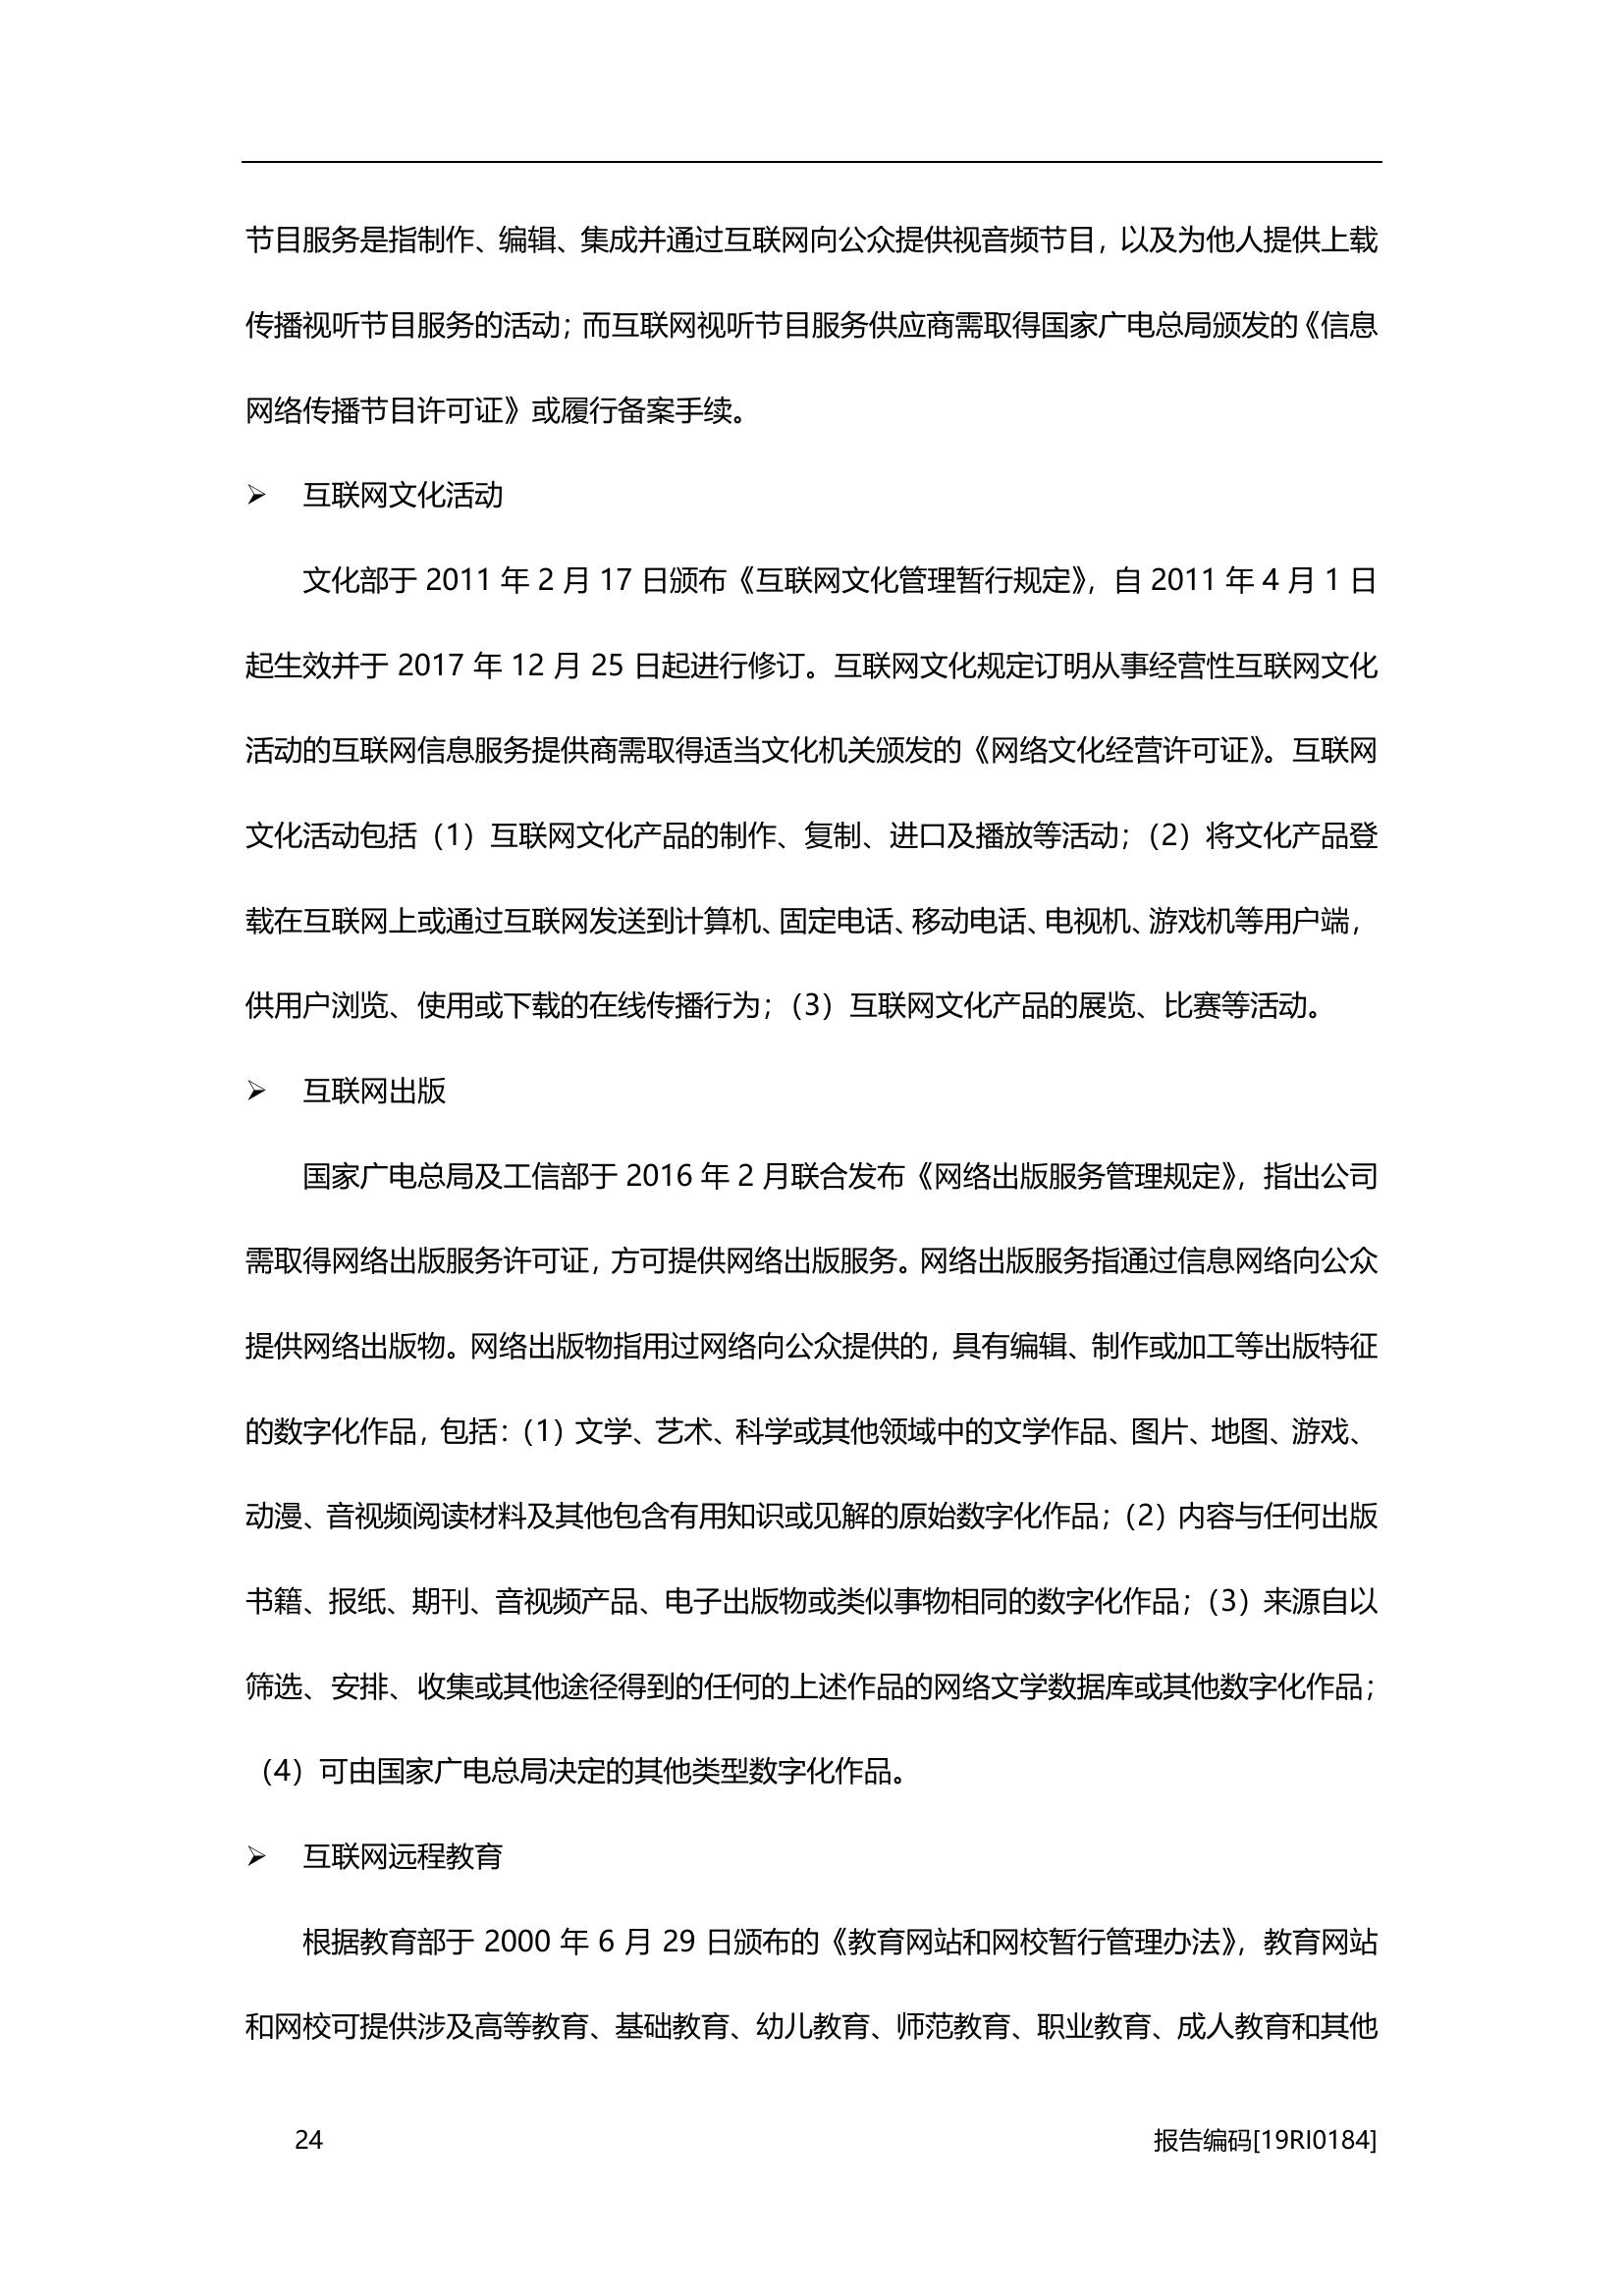 节目服务是指制作、编辑、集成并通过互联网向公众提供视音频节目，以及为他人提供上载
传播视听节目服务的活动；而互联网视听节目服务供应商需取得国家广电总局颁发的《信息
网络传播节目许可证》或履行备案手续。
➢ 互联网文化活动
文化部于 2011 年 2 月 17 日颁布《互联网文化管理暂行规定》，自 2011 年 4 月 1 日
起生效并于 2017 年 12 月 25 日起进行修订。互联网文化规定订明从事经营性互联网文化
活动的互联网信息服务提供商需取得适当文化机关颁发的《网络文化经营许可证》。互联网
文化活动包括（1）互联网文化产品的制作、复制、进口及播放等活动；（2）将文化产品登
载在互联网上或通过互联网发送到计算机、固定电话、移动电话、电视机、游戏机等用户端，
供用户浏览、使用或下载的在线传播行为；（3）互联网文化产品的展览、比赛等活动。
➢ 互联网出版
国家广电总局及工信部于 2016 年 2 月联合发布《网络出版服务管理规定》，指出公司
需取得网络出版服务许可证，方可提供网络出版服务。网络出版服务指通过信息网络向公众
提供网络出版物。网络出版物指用过网络向公众提供的，具有编辑、制作或加工等出版特征
的数字化作品，包括：（1）文学、艺术、科学或其他领域中的文学作品、图片、地图、游戏、
动漫、音视频阅读材料及其他包含有用知识或见解的原始数字化作品；（2）内容与任何出版
书籍、报纸、期刊、音视频产品、电子出版物或类似事物相同的数字化作品；（3）来源自以
筛选、安排、收集或其他途径得到的任何的上述作品的网络文学数据库或其他数字化作品；
（4）可由国家广电总局决定的其他类型数字化作品。
➢ 互联网远程教育
根据教育部于 2000 年 6 月 29 日颁布的《教育网站和网校暂行管理办法》，教育网站
和网校可提供涉及高等教育、基础教育、幼儿教育、师范教育、职业教育、成人教育和其他
24 报告编码[19RI0184]